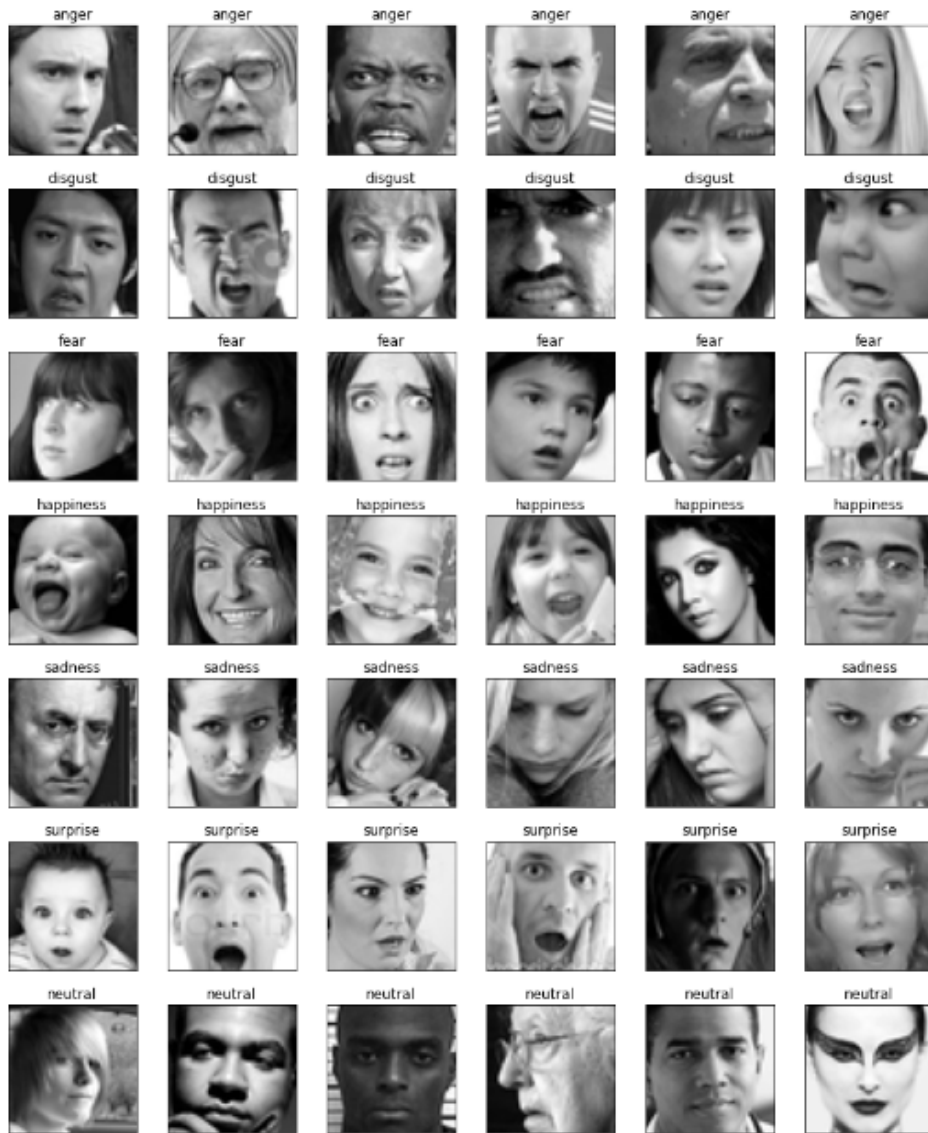 anger anger anger anger anger anger
disgust disgust disgust disgust disgust disgust
fear fear fear fear fear fear
happiness happiness happiness happiness happiness happiness
sadness sadness sadness sadness sadness sadness
surprise surprise surprise surprise surprise surprise
neutral neutral neutral neutral neutral neutral